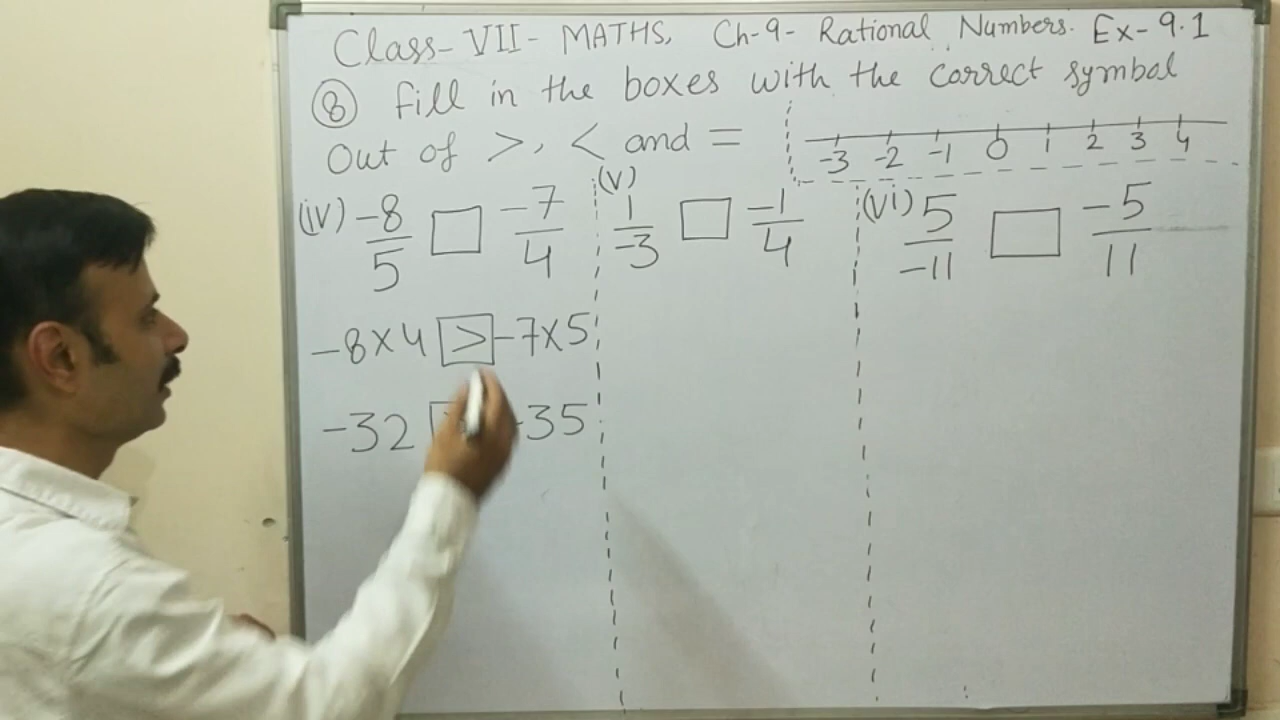 Class-VII- MATHS, Ch-9- Rational Numbers. Ex-9.1
⑧ fill in the boxes with the correct symbol
Out of >, < and =
-3 -2 -1 0 1 2 3 4
(iv) -8/5 □ -7/4
(v) 1/-3 □ -1/4
(vi) 5/-11 □ -5/11
-8×4 > -7×5
-32 35